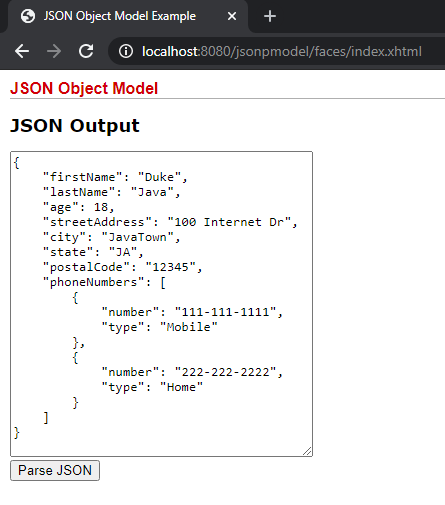 JSON Object Model Example
localhost:8080/jsonpmodel/faces/index.xhtml
JSON Object Model
JSON Output
{
    "firstName": "Duke",
    "lastName": "Java",
    "age": 18,
    "streetAddress": "100 Internet Dr",
    "city": "JavaTown",
    "state": "JA",
    "postalCode": "12345",
    "phoneNumbers": [
        {
            "number": "111-111-1111",
            "type": "Mobile"
        },
        {
            "number": "222-222-2222",
            "type": "Home"
        }
    ]
}
Parse JSON